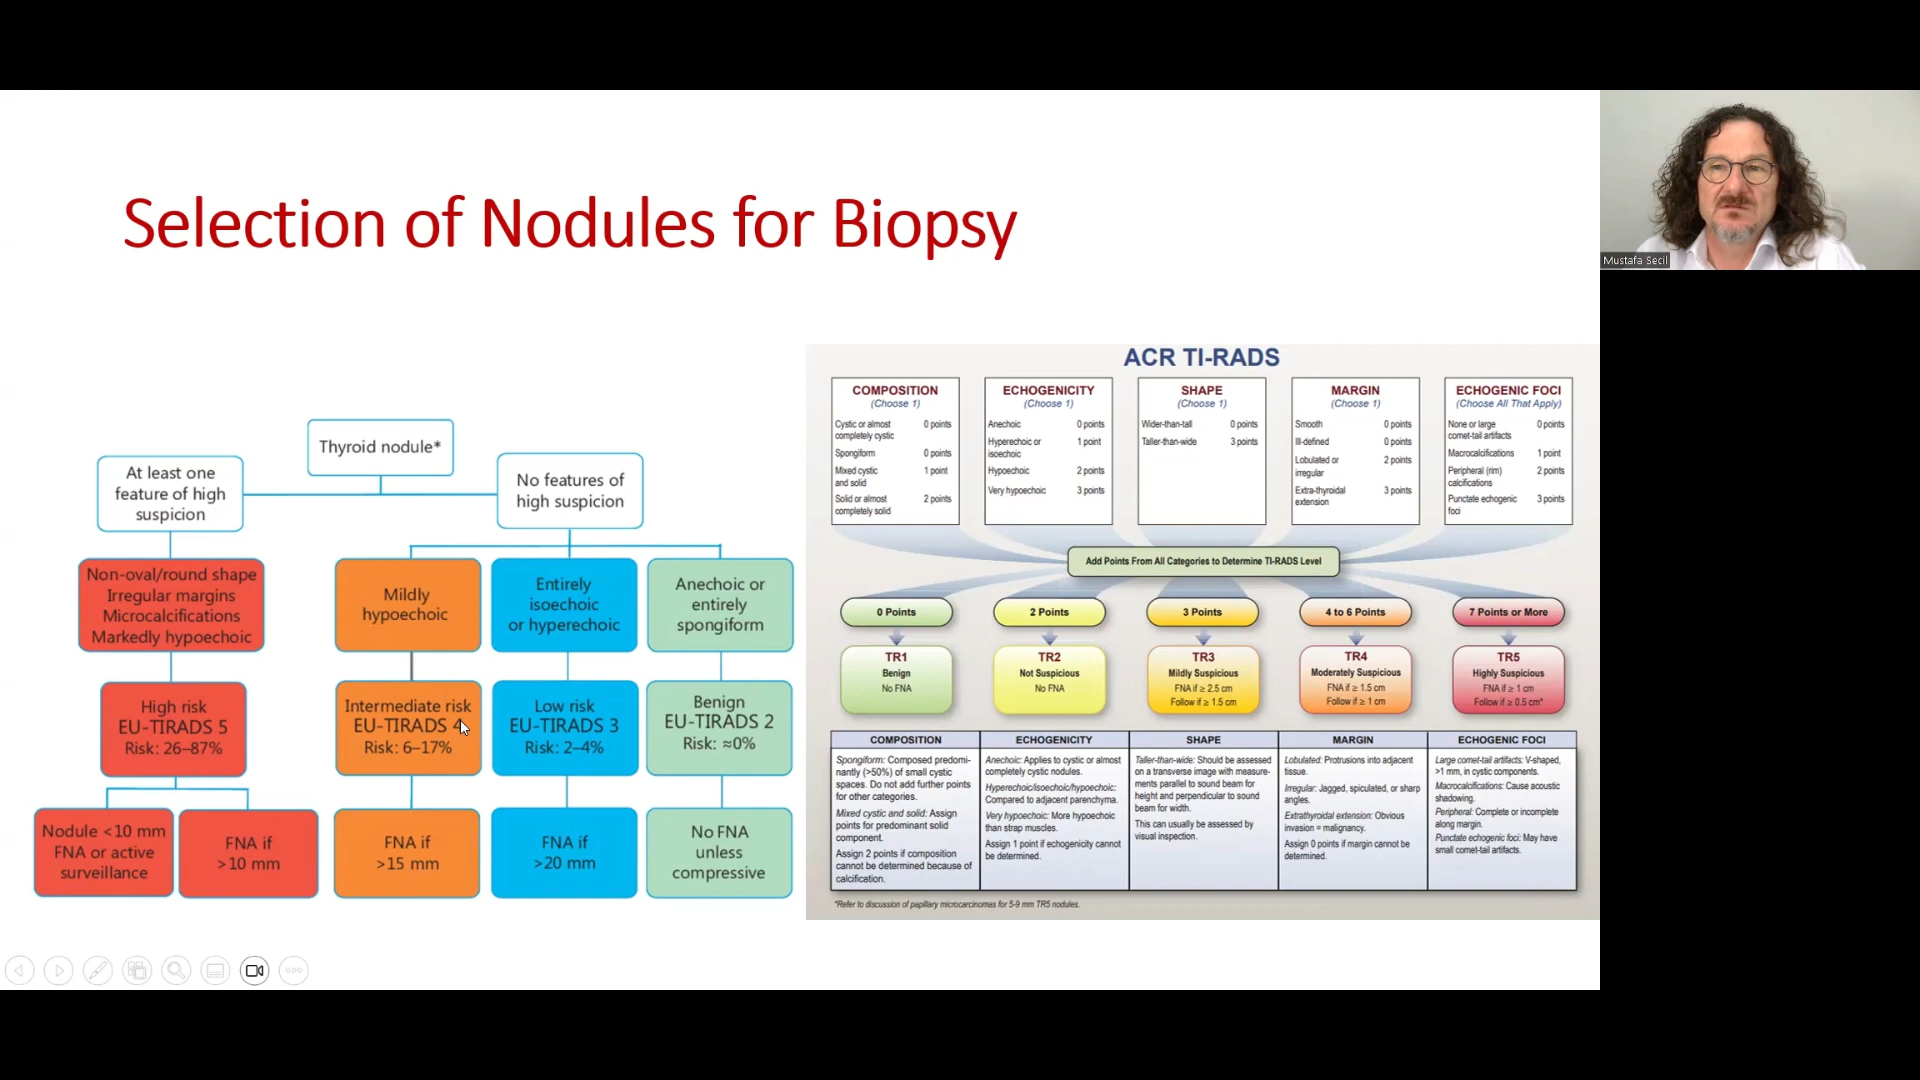 Selection of Nodules for Biopsy
Mustafa Secil
Thyroid nodule*
At least one
feature of high
suspicion
No features of
high suspicion
Non-oval/round shape
Irregular margins
Microcalcifications
Markedly hypoechoic
Mildly
hypoechoic
Entirely
isoechoic
or hyperechoic
Anechoic or
entirely
spongiform
High risk
EU-TIRADS 5
Risk: 26–87%
Intermediate risk
EU-TIRADS 4
Risk: 6–17%
Low risk
EU-TIRADS 3
Risk: 2–4%
Benign
EU-TIRADS 2
Risk: ≈0%
Nodule <10 mm
FNA or active
surveillance
FNA if
>10 mm
FNA if
>15 mm
FNA if
>20 mm
No FNA
unless
compressive
ACR TI-RADS
COMPOSITION
(Choose 1)
Cystic or almost 0 points
completely cystic
Spongiform 0 points
Mixed cystic 1 point
and solid
Solid or almost 2 points
completely solid
ECHOGENICITY
(Choose 1)
Anechoic 0 points
Hyperechoic or 1 point
isoechoic
Hypoechoic 2 points
Very hypoechoic 3 points
SHAPE
(Choose 1)
Wider-than-tall 0 points
Taller-than-wide 3 points
MARGIN
(Choose 1)
Smooth 0 points
Ill-defined 0 points
Lobulated or 2 points
irregular
Extra-thyroidal 3 points
extension
ECHOGENIC FOCI
(Choose All That Apply)
None or large 0 points
comet-tail artifacts
Macrocalcifications 1 point
Peripheral (rim) 2 points
calcifications
Punctate echogenic 3 points
foci
Add Points From All Categories to Determine TI-RADS Level
0 Points
2 Points
3 Points
4 to 6 Points
7 Points or More
TR1
Benign
No FNA
TR2
Not Suspicious
No FNA
TR3
Mildly Suspicious
FNA if ≥ 2.5 cm
Follow if ≥ 1.5 cm
TR4
Moderately Suspicious
FNA if ≥ 1.5 cm
Follow if ≥ 1 cm
TR5
Highly Suspicious
FNA if ≥ 1 cm
Follow if ≥ 0.5 cm*
COMPOSITION
Spongiform: Composed predomi-
nantly (>50%) of small cystic
spaces. Do not add further points
for other categories.
Mixed cystic and solid: Assign
points for predominant solid
component.
Assign 2 points if composition
cannot be determined because of
calcification.
ECHOGENICITY
Anechoic: Applies to cystic or almost
completely cystic nodules.
Hyperechoic/isoechoic/hypoechoic:
Compared to adjacent parenchyma.
Very hypoechoic: More hypoechoic
than strap muscles.
Assign 1 point if echogenicity cannot
be determined.
SHAPE
Taller-than-wide: Should be assessed
on a transverse image with measure-
ments parallel to sound beam for
height and perpendicular to sound
beam for width.
This can usually be assessed by
visual inspection.
MARGIN
Lobulated: Protrusions into adjacent
tissue.
Irregular: Jagged, spiculated, or sharp
angles.
Extrathyroidal extension: Obvious
invasion = malignancy.
Assign 0 points if margin cannot be
determined.
ECHOGENIC FOCI
Large comet-tail artifacts: V-shaped,
>1 mm, in cystic components.
Macrocalcifications: Cause acoustic
shadowing.
Peripheral: Complete or incomplete
along margin.
Punctate echogenic foci: May have
small comet-tail artifacts.
*Refer to discussion of papillary microcarcinomas for 5-9 mm TR5 nodules.